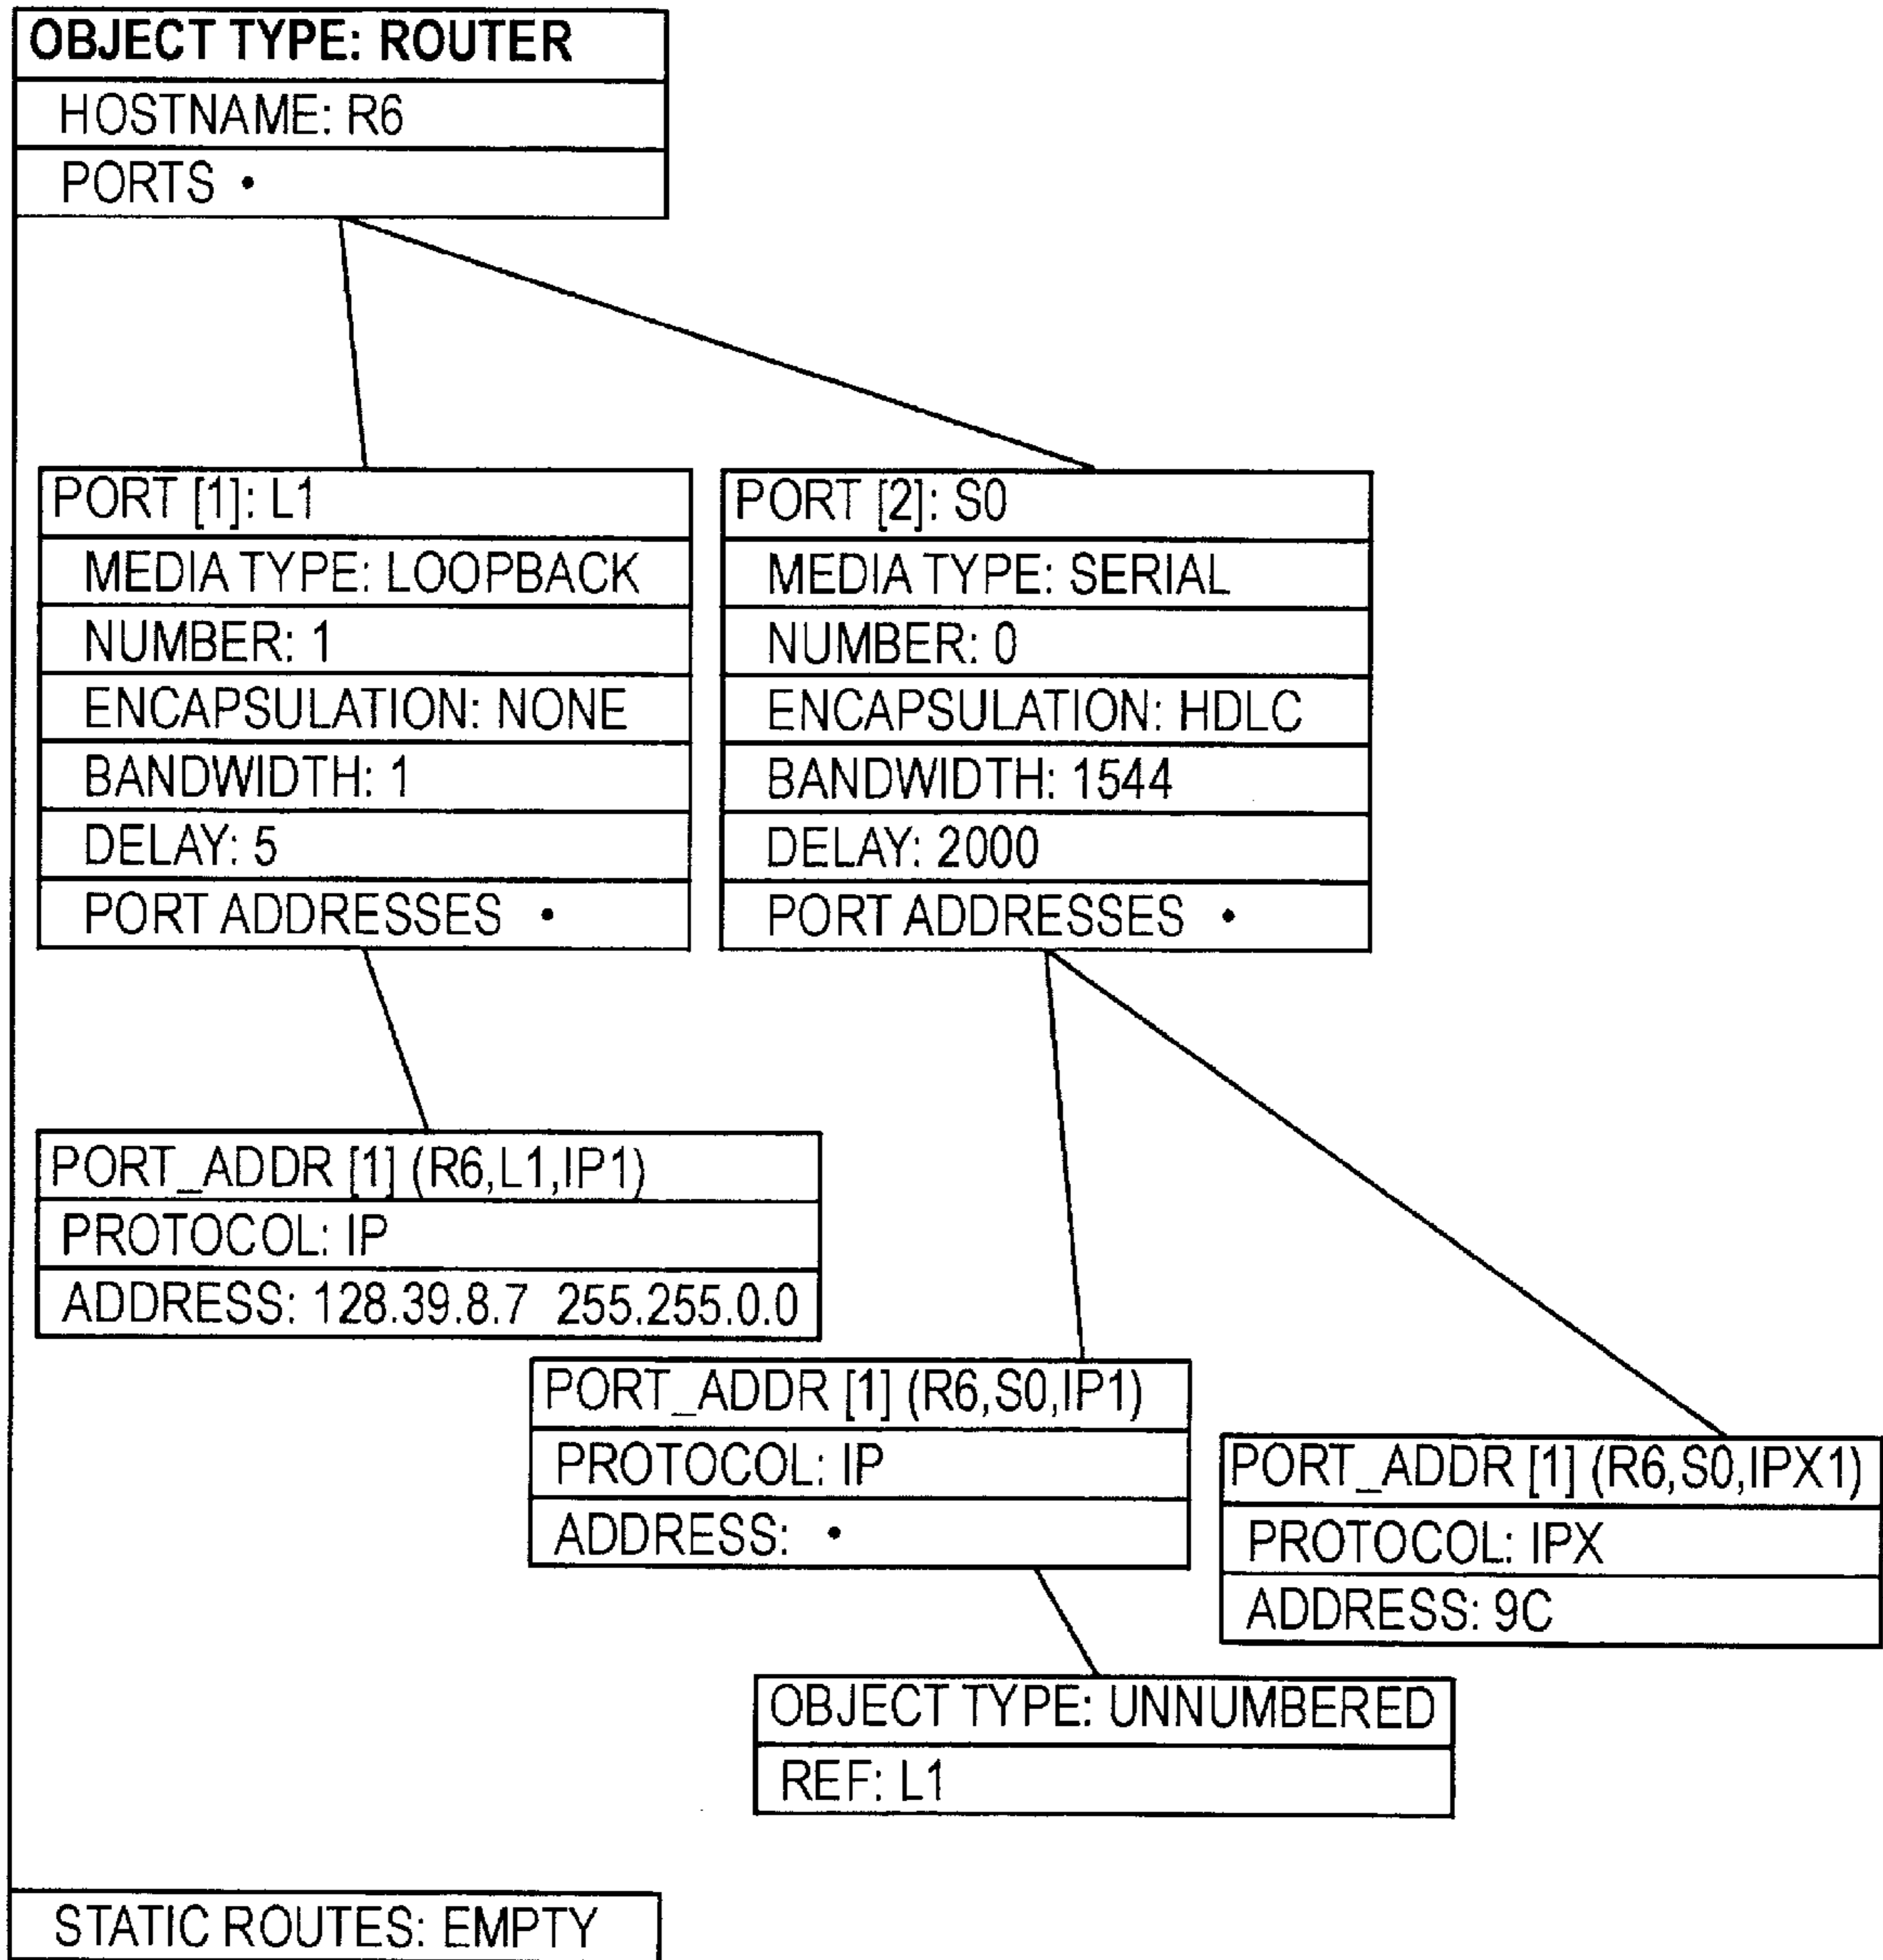 OBJECT TYPE: ROUTER
HOSTNAME: R6
PORTS •
PORT [1]: L1
MEDIA TYPE: LOOPBACK
NUMBER: 1
ENCAPSULATION: NONE
BANDWIDTH: 1
DELAY: 5
PORT ADDRESSES •
PORT [2]: S0
MEDIA TYPE: SERIAL
NUMBER: 0
ENCAPSULATION: HDLC
BANDWIDTH: 1544
DELAY: 2000
PORT ADDRESSES •
PORT_ADDR [1] (R6,L1,IP1)
PROTOCOL: IP
ADDRESS: 128.39.8.7 255.255.0.0
PORT_ADDR [1] (R6,S0,IP1)
PROTOCOL: IP
ADDRESS: •
PORT_ADDR [1] (R6,S0,IPX1)
PROTOCOL: IPX
ADDRESS: 9C
OBJECT TYPE: UNNUMBERED
REF: L1
STATIC ROUTES: EMPTY